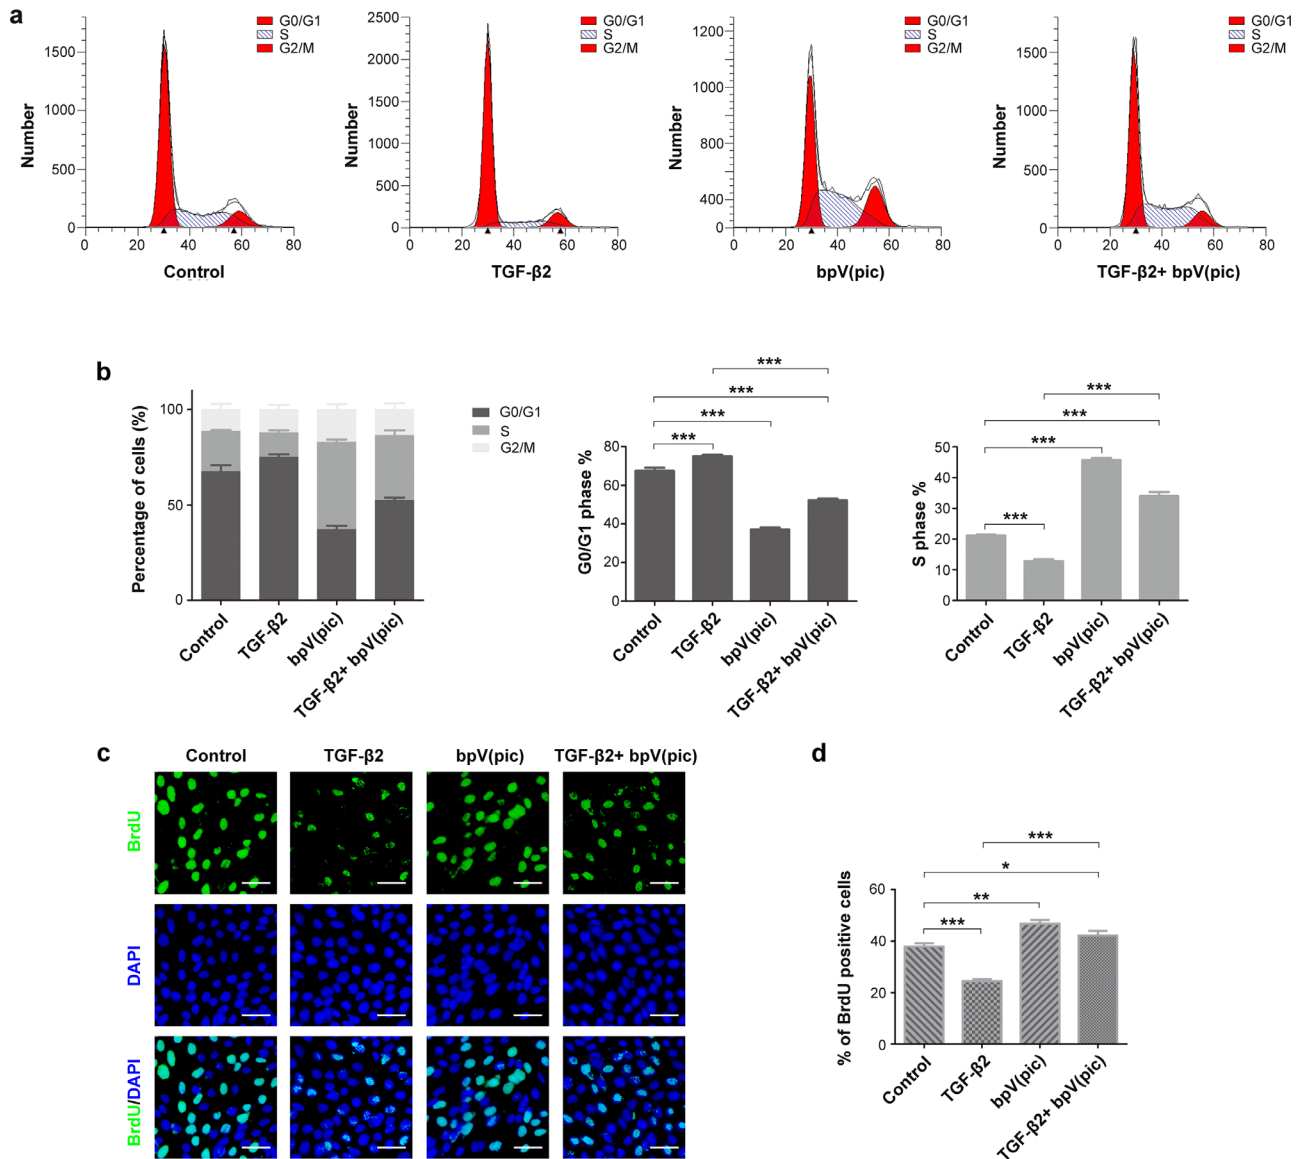 a
G0/G1
S
G2/M
Number
1500
1000
500
0
0 20 40 60 80
Control
G0/G1
S
G2/M
Number
2500
2000
1500
1000
500
0
0 20 40 60 80
TGF-β2
G0/G1
S
G2/M
Number
1200
1000
800
400
0
0 20 40 60 80
bpV(pic)
G0/G1
S
G2/M
Number
1500
1000
500
0
0 20 40 60 80
TGF-β2+ bpV(pic)
b
Percentage of cells (%)
100
50
0
Control
TGF-β2
bpV(pic)
TGF-β2+ bpV(pic)
G0/G1
S
G2/M
G0/G1 phase %
80
60
40
20
0
***
***
***
***
Control
TGF-β2
bpV(pic)
TGF-β2+ bpV(pic)
S phase %
50
40
30
20
10
0
***
***
***
***
Control
TGF-β2
bpV(pic)
TGF-β2+ bpV(pic)
c
Control TGF-β2 bpV(pic) TGF-β2+ bpV(pic)
BrdU
DAPI
BrdU/DAPI
d
% of BrdU positive cells
60
40
20
0
***
*
**
***
Control
TGF-β2
bpV(pic)
TGF-β2+ bpV(pic)